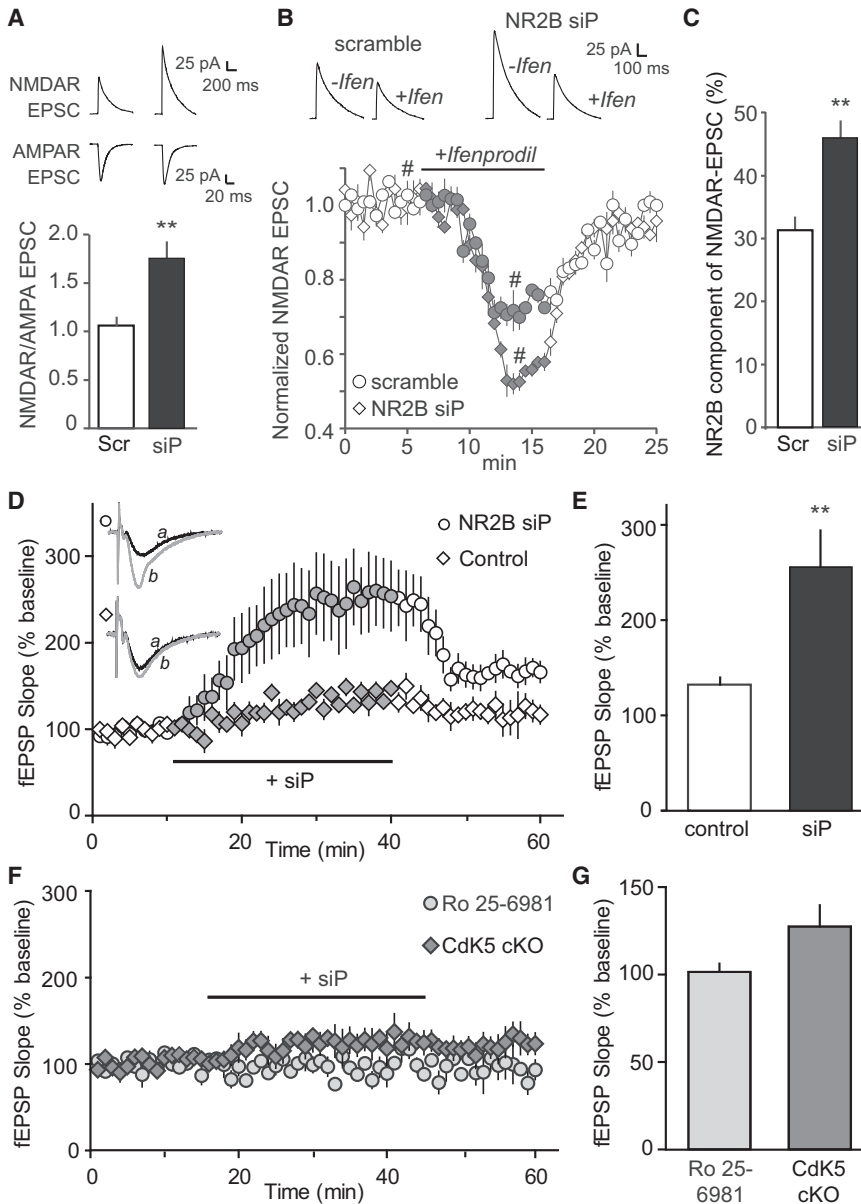 A
25 pA
200 ms
NMDAR
EPSC
AMPAR
EPSC
25 pA
20 ms
NMDAR/AMPA EPSC
2.0
1.5
1.0
0.5
0
**
Scr
siP
B
scramble
NR2B siP
-Ifen
+Ifen
-Ifen
+Ifen
25 pA
100 ms
+Ifenprodil
#
#
#
Normalized NMDAR EPSC
1.0
0.8
0.6
0.4
scramble
NR2B siP
0 5 10 15 20 25
min
C
NR2B component of NMDAR-EPSC (%)
50
40
30
20
10
0
**
Scr
siP
D
a
b
a
b
NR2B siP
Control
fEPSP Slope (% baseline)
300
200
100
0
+ siP
0 20 40 60
Time (min)
E
fEPSP Slope (% baseline)
300
200
100
0
**
control
siP
F
Ro 25-6981
CdK5 cKO
fEPSP Slope (% baseline)
300
200
100
0
+ siP
0 20 40 60
Time (min)
G
fEPSP Slope (% baseline)
150
100
50
0
Ro 25-
6981
CdK5
cKO